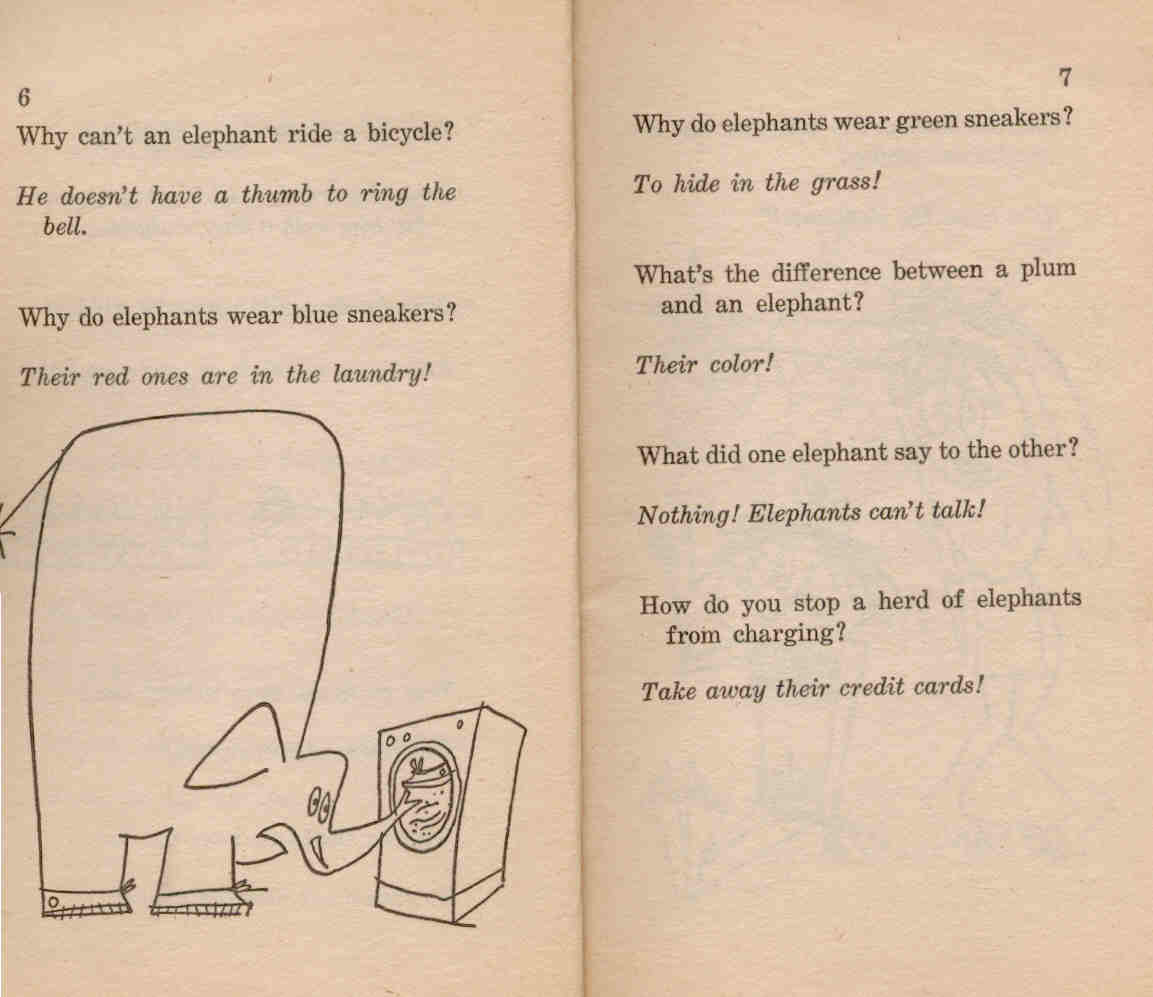 6
Why can't an elephant ride a bicycle?
He doesn't have a thumb to ring the
bell.
Why do elephants wear blue sneakers?
Their red ones are in the laundry!
7
Why do elephants wear green sneakers?
To hide in the grass!
What's the difference between a plum
and an elephant?
Their color!
What did one elephant say to the other?
Nothing! Elephants can't talk!
How do you stop a herd of elephants
from charging?
Take away their credit cards!